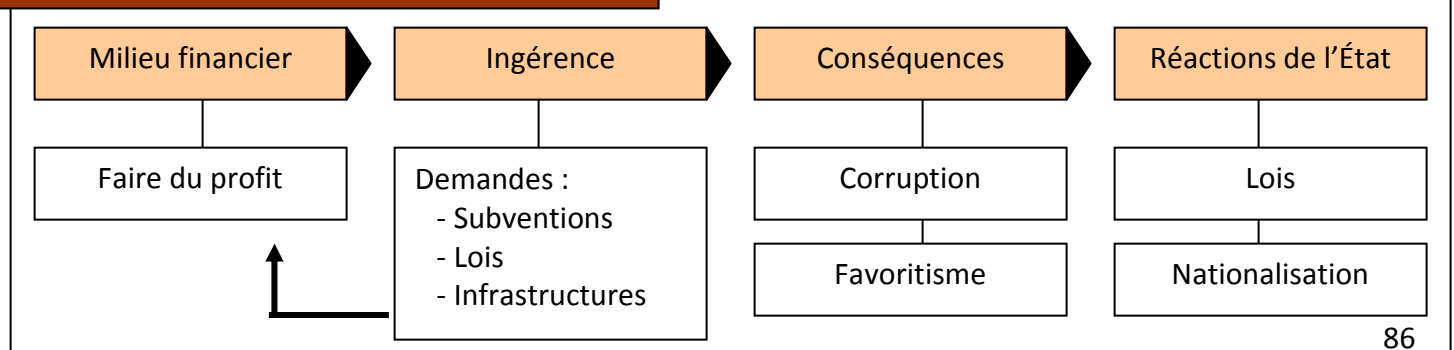 Milieu financier
Ingérence
Conséquences
Réactions de l’État
Faire du profit
Demandes :
- Subventions
- Lois
- Infrastructures
Corruption
Favoritisme
Lois
Nationalisation
86